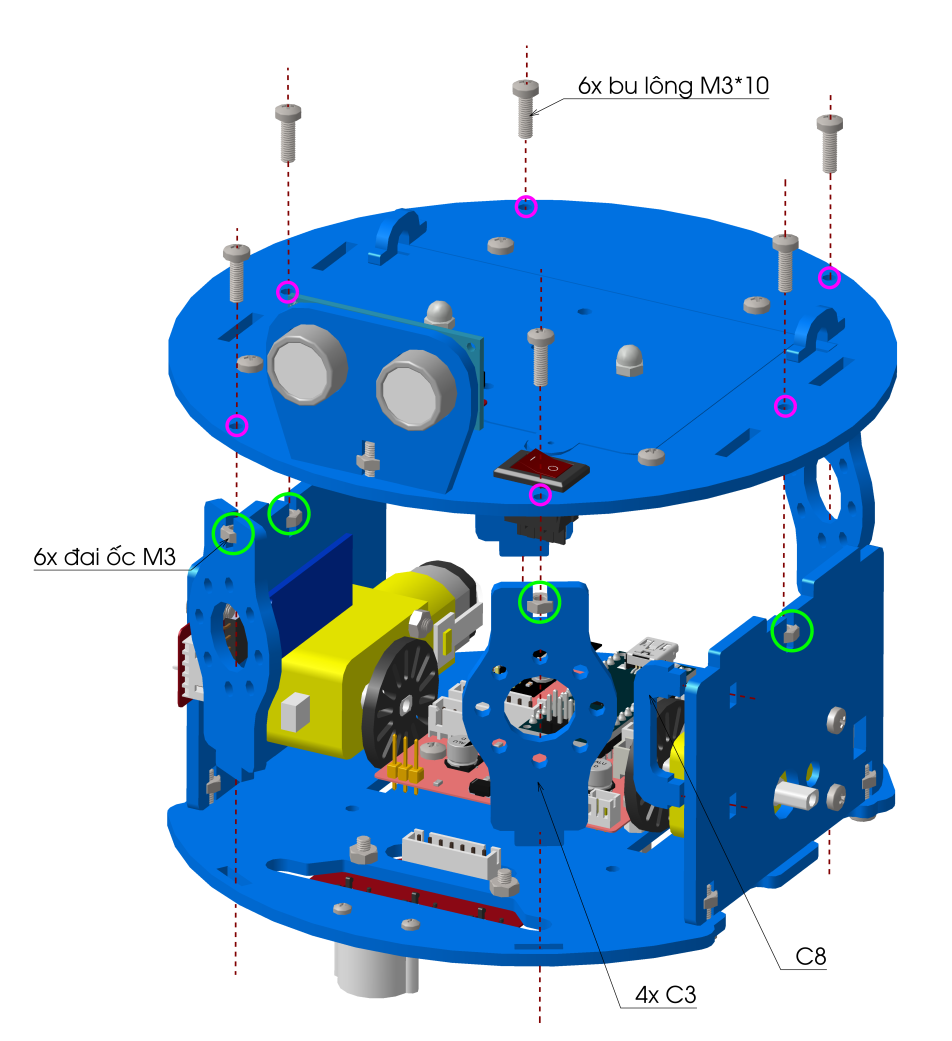 6x bu lông M3*10
6x đai ốc M3
C8
4x C3